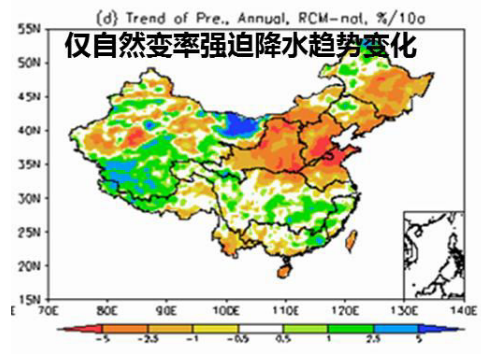 (d) Trend of Pre., Annual, RCM-nat, %/10a
仅自然变率强迫降水趋势变化
55N
50N
45N
40N
35N
30N
25N
20N
15N
E 70E 80E 90E 100E 110E 120E 130E 140E
-5 -2.5 -1 -0.5 0.5 1 2.5 5